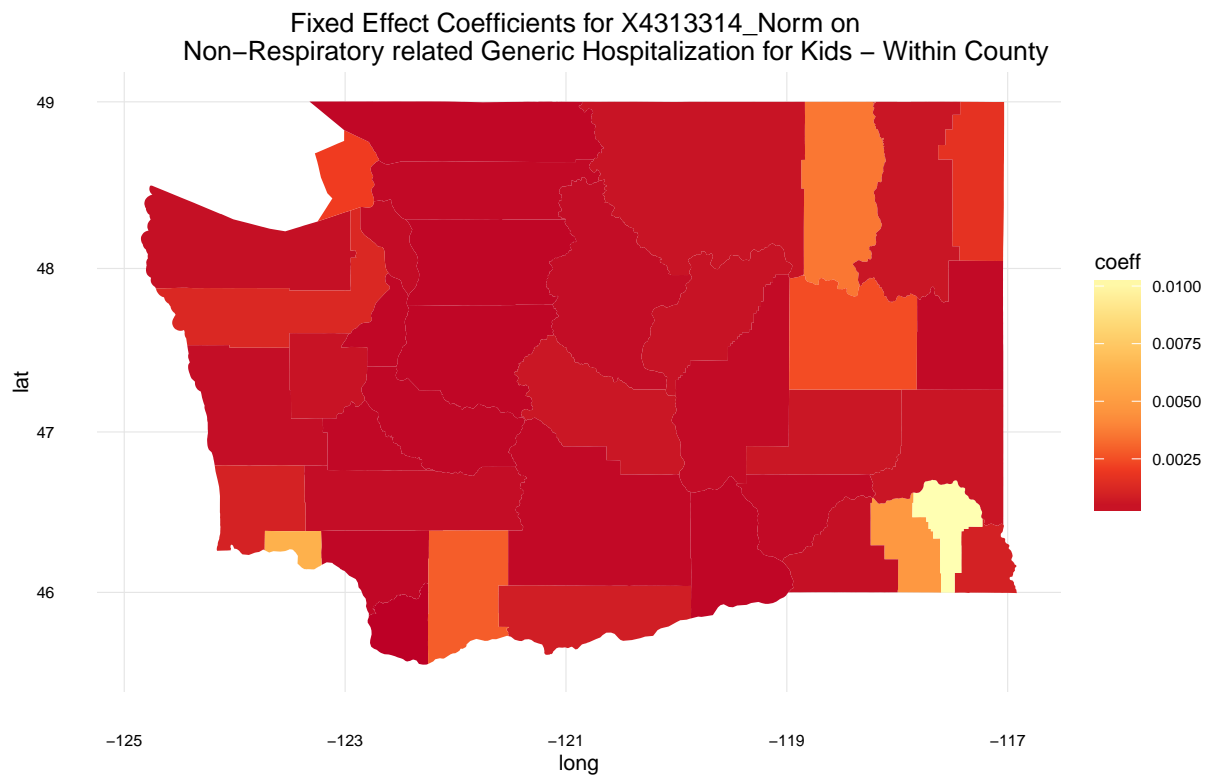 Fixed Effect Coefficients for X4313314_Norm on
Non−Respiratory related Generic Hospitalization for Kids − Within County
49
48
47
46
lat
−125
−123
−121
−119
−117
long
coeff
0.0100
0.0075
0.0050
0.0025